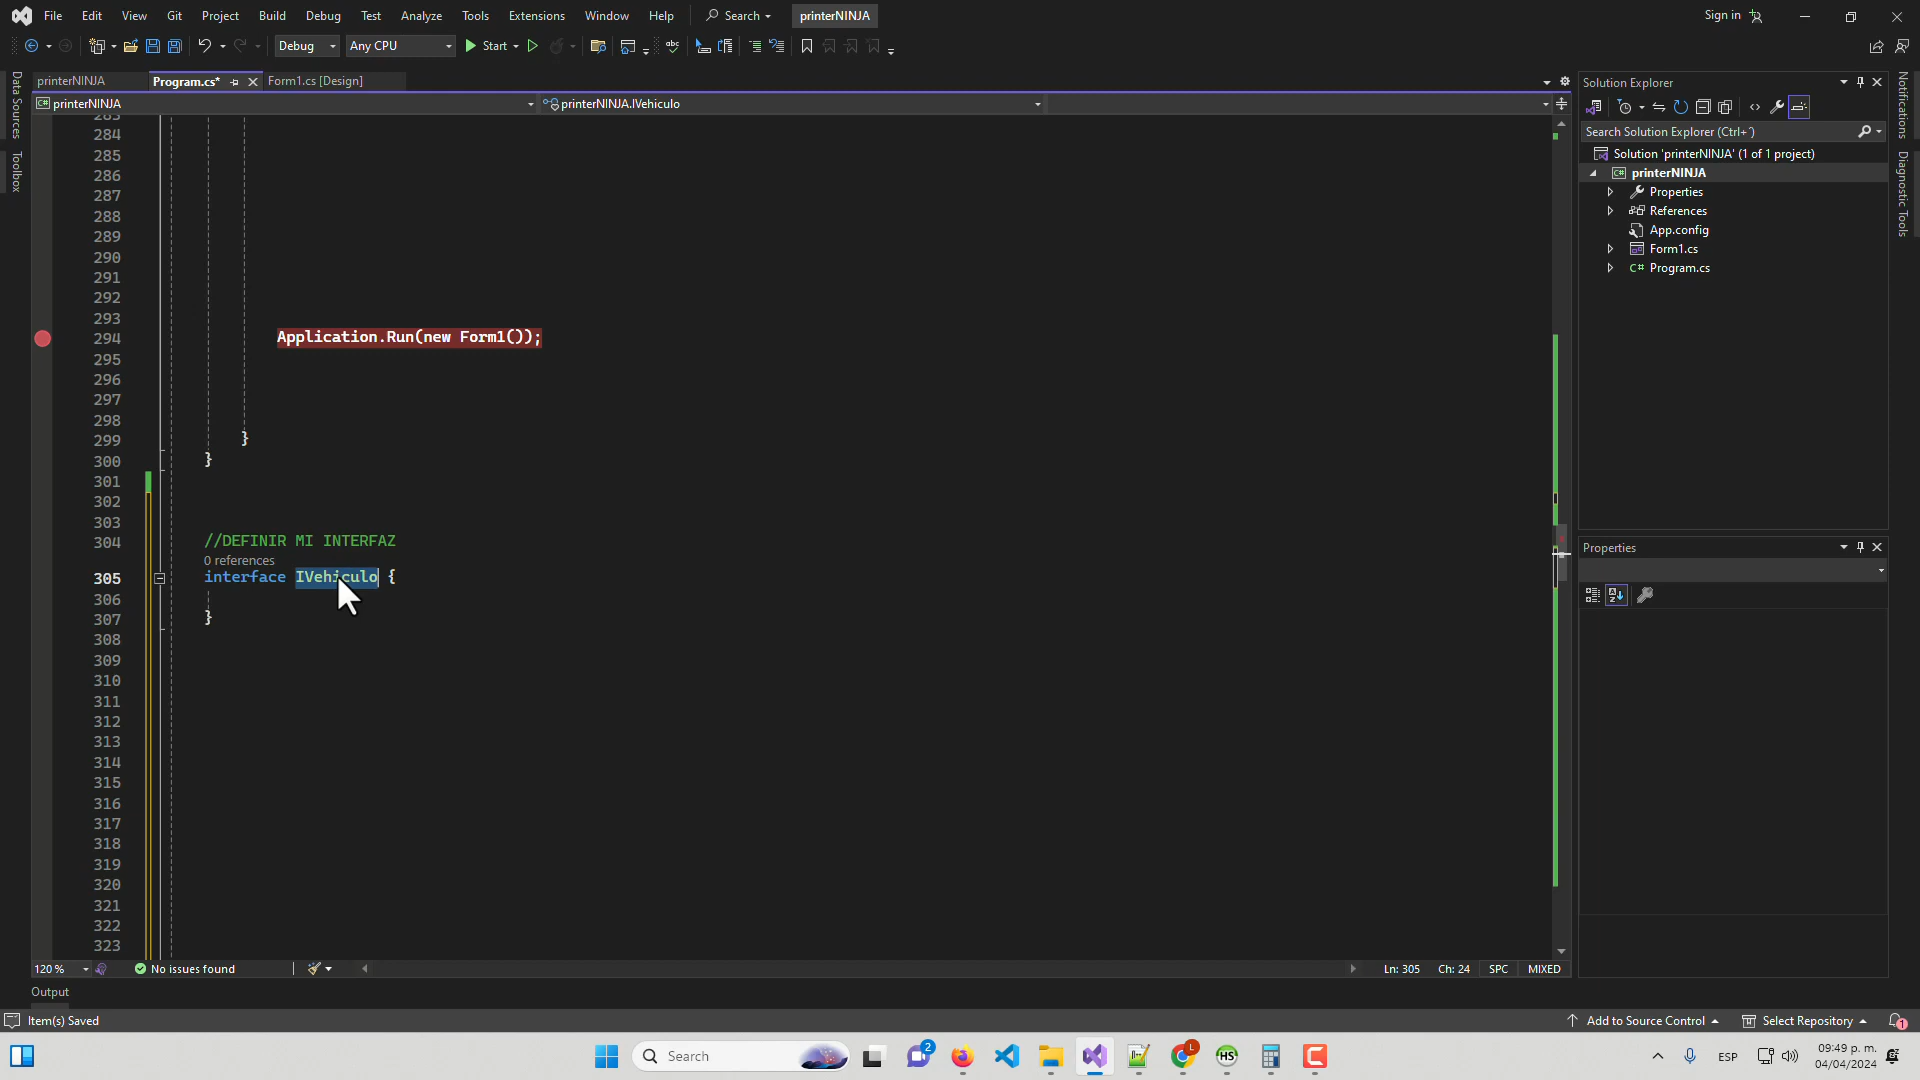 File Edit View Git Project Build Debug Test Analyze Tools Extensions Window Help Search printerNINJA Sign in
Debug Any CPU Start
printerNINJA Program.cs* Form1.cs [Design]
printerNINJA printerNINJA.IVehiculo
Data Sources
Toolbox
283
284
285
286
287
288
289
290
291
292
293
294 Application.Run(new Form1());
295
296
297
298
299 }
300 }
301
302
303
304 //DEFINIR MI INTERFAZ
0 references
305 interface IVehiculo {
306
307 }
308
309
310
311
312
313
314
315
316
317
318
319
320
321
322
323
120 % No issues found Ln: 305 Ch: 24 SPC MIXED
Output
Solution Explorer
Search Solution Explorer (Ctrl+´)
Solution 'printerNINJA' (1 of 1 project)
printerNINJA
Properties
References
App.config
Form1.cs
C# Program.cs
Properties
Notifications
Diagnostic Tools
Item(s) Saved Add to Source Control Select Repository 1
Search 2 L HS ESP 09:49 p. m.
04/04/2024